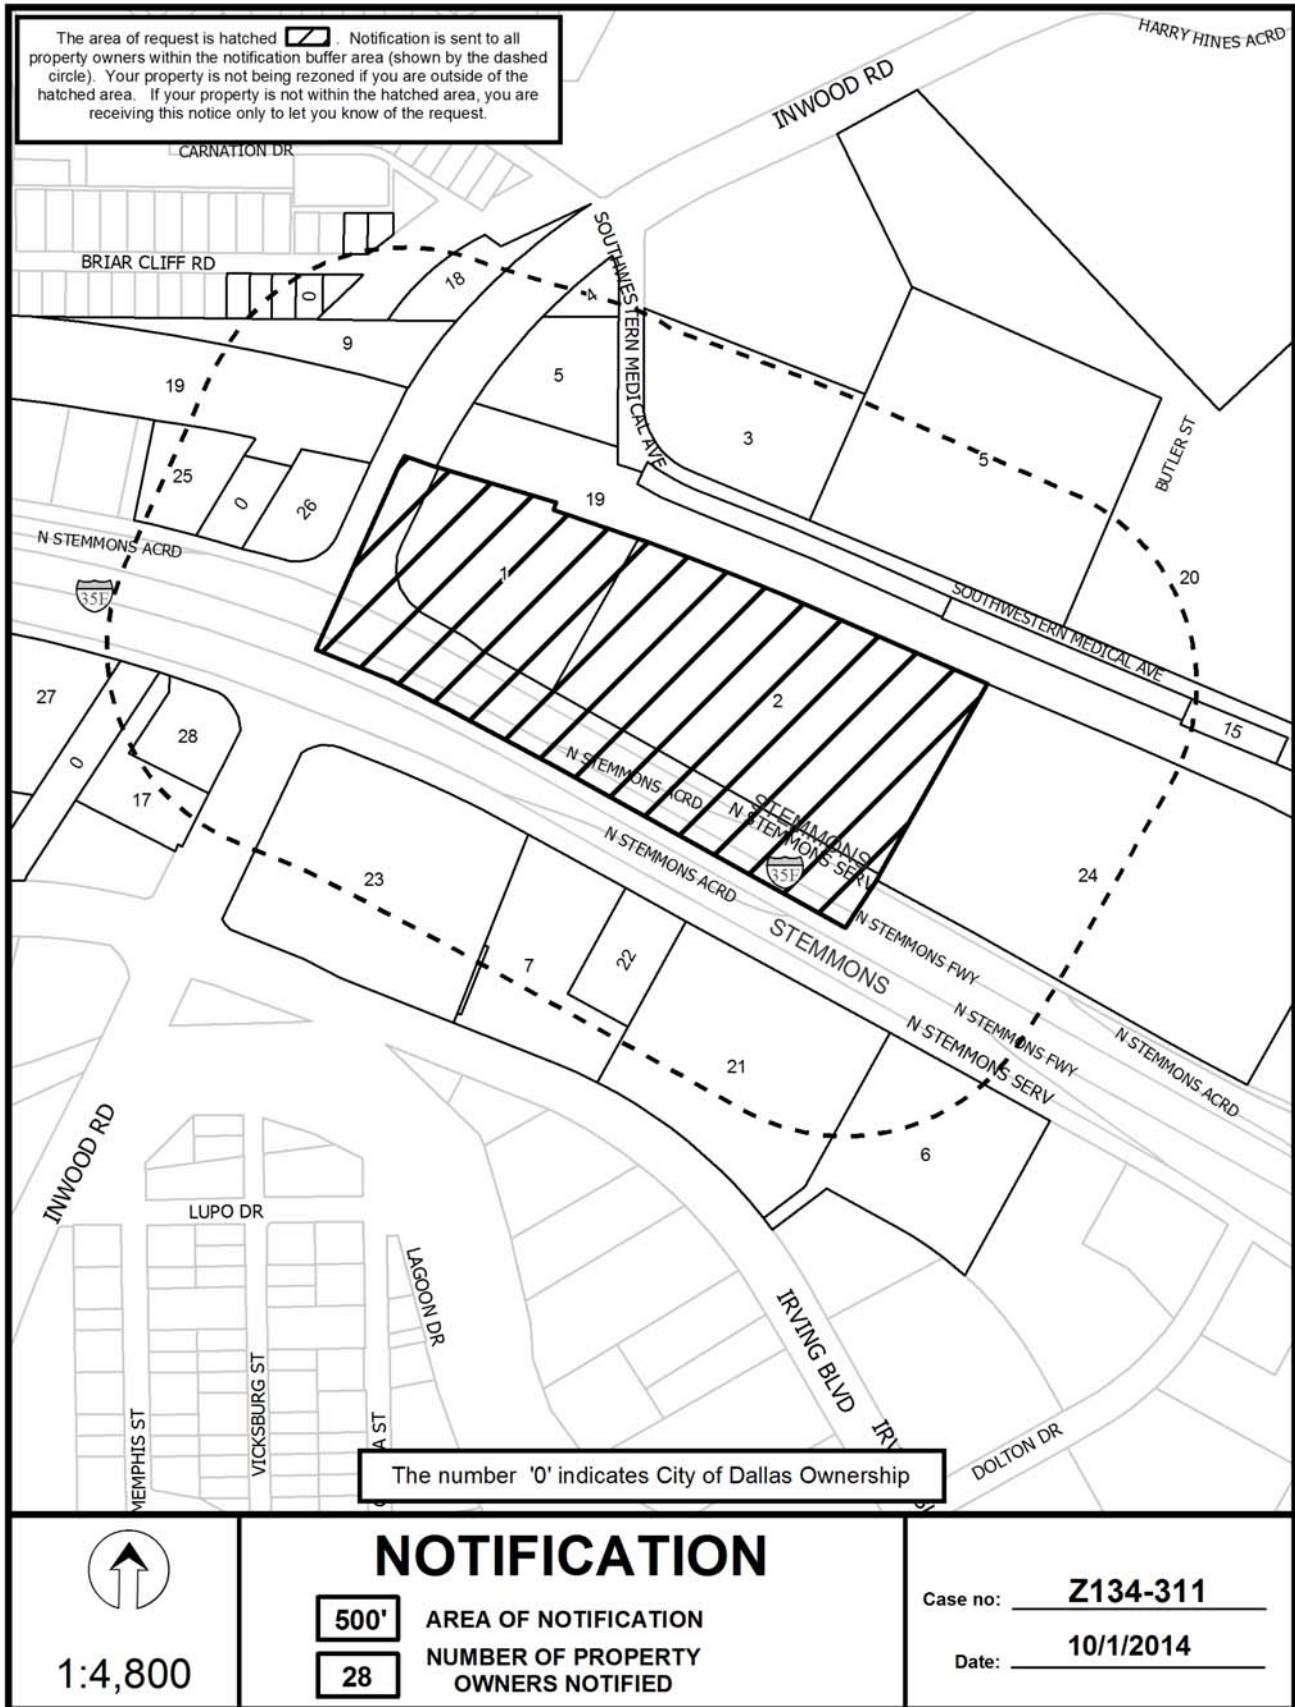 The area of request is hatched . Notification is sent to all
property owners within the notification buffer area (shown by the dashed
circle). Your property is not being rezoned if you are outside of the
hatched area. If your property is not within the hatched area, you are
receiving this notice only to let you know of the request.
HARRY HINES ACRD
INWOOD RD
CARNATION DR
SOUTHWESTERN MEDICAL AVE
BRIAR CLIFF RD
18
0
4
9
5
19
3
BUTLER ST
5
25
0
26
19
N STEMMONS ACRD
35E
1
20
SOUTHWESTERN MEDICAL AVE
27
28
2
15
0
17
N STEMMONS ACRD
STEMMONS
N STEMMONS SERV
35E
N STEMMONS ACRD
23
24
STEMMONS
N STEMMONS FWY
7
22
N STEMMONS FWY
N STEMMONS SERV
N STEMMONS ACRD
21
6
INWOOD RD
LUPO DR
LAGOON DR
IRVING BLVD
MEMPHIS ST
VICKSBURG ST
A ST
DOLTON DR
The number '0' indicates City of Dallas Ownership
1:4,800
NOTIFICATION
500' AREA OF NOTIFICATION
28 NUMBER OF PROPERTY
OWNERS NOTIFIED
Case no: Z134-311
Date: 10/1/2014